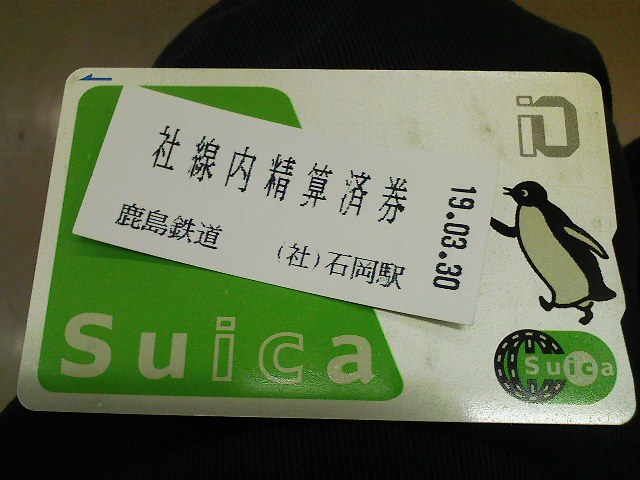 社線内精算済券
鹿島鉄道
(社)石岡駅
19.03.30
Suica
Suica